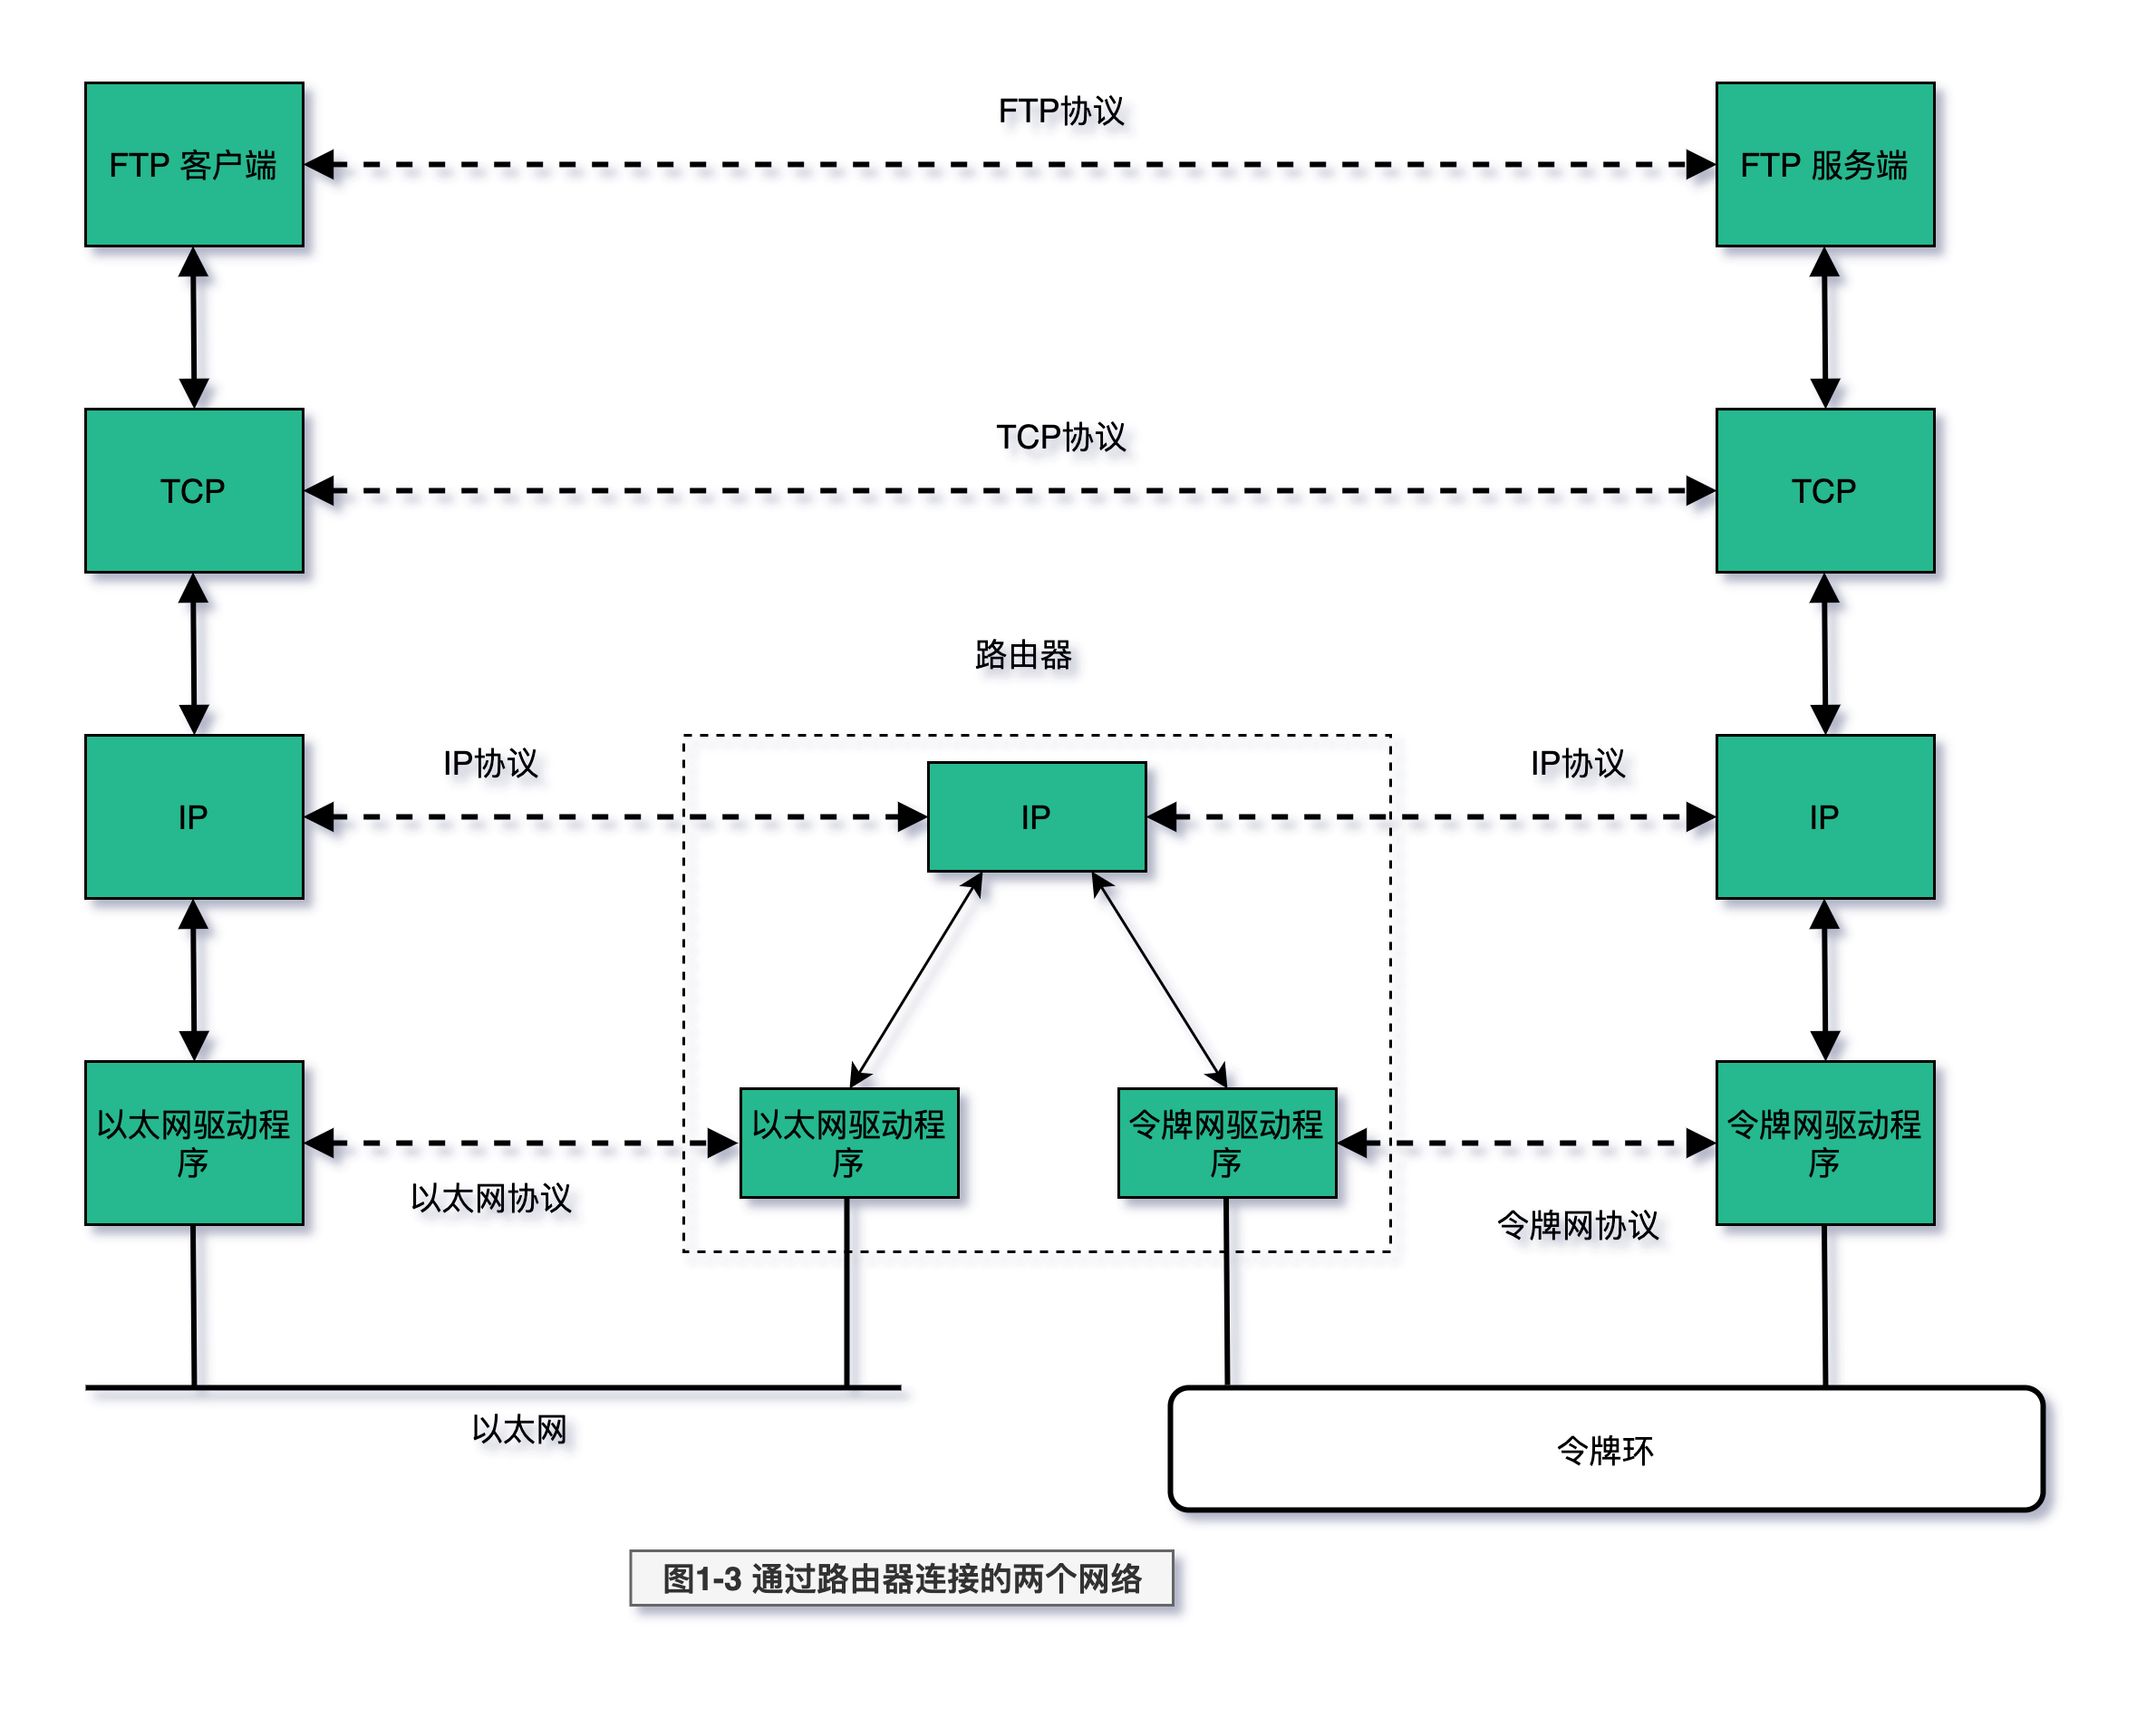 FTP协议
FTP 客户端
FTP 服务端
TCP协议
TCP
TCP
路由器
IP协议
IP协议
IP
IP
IP
以太网驱动程
序
以太网驱动程
序
令牌网驱动程
序
令牌网驱动程
序
以太网协议
令牌网协议
以太网
令牌环
图1-3 通过路由器连接的两个网络